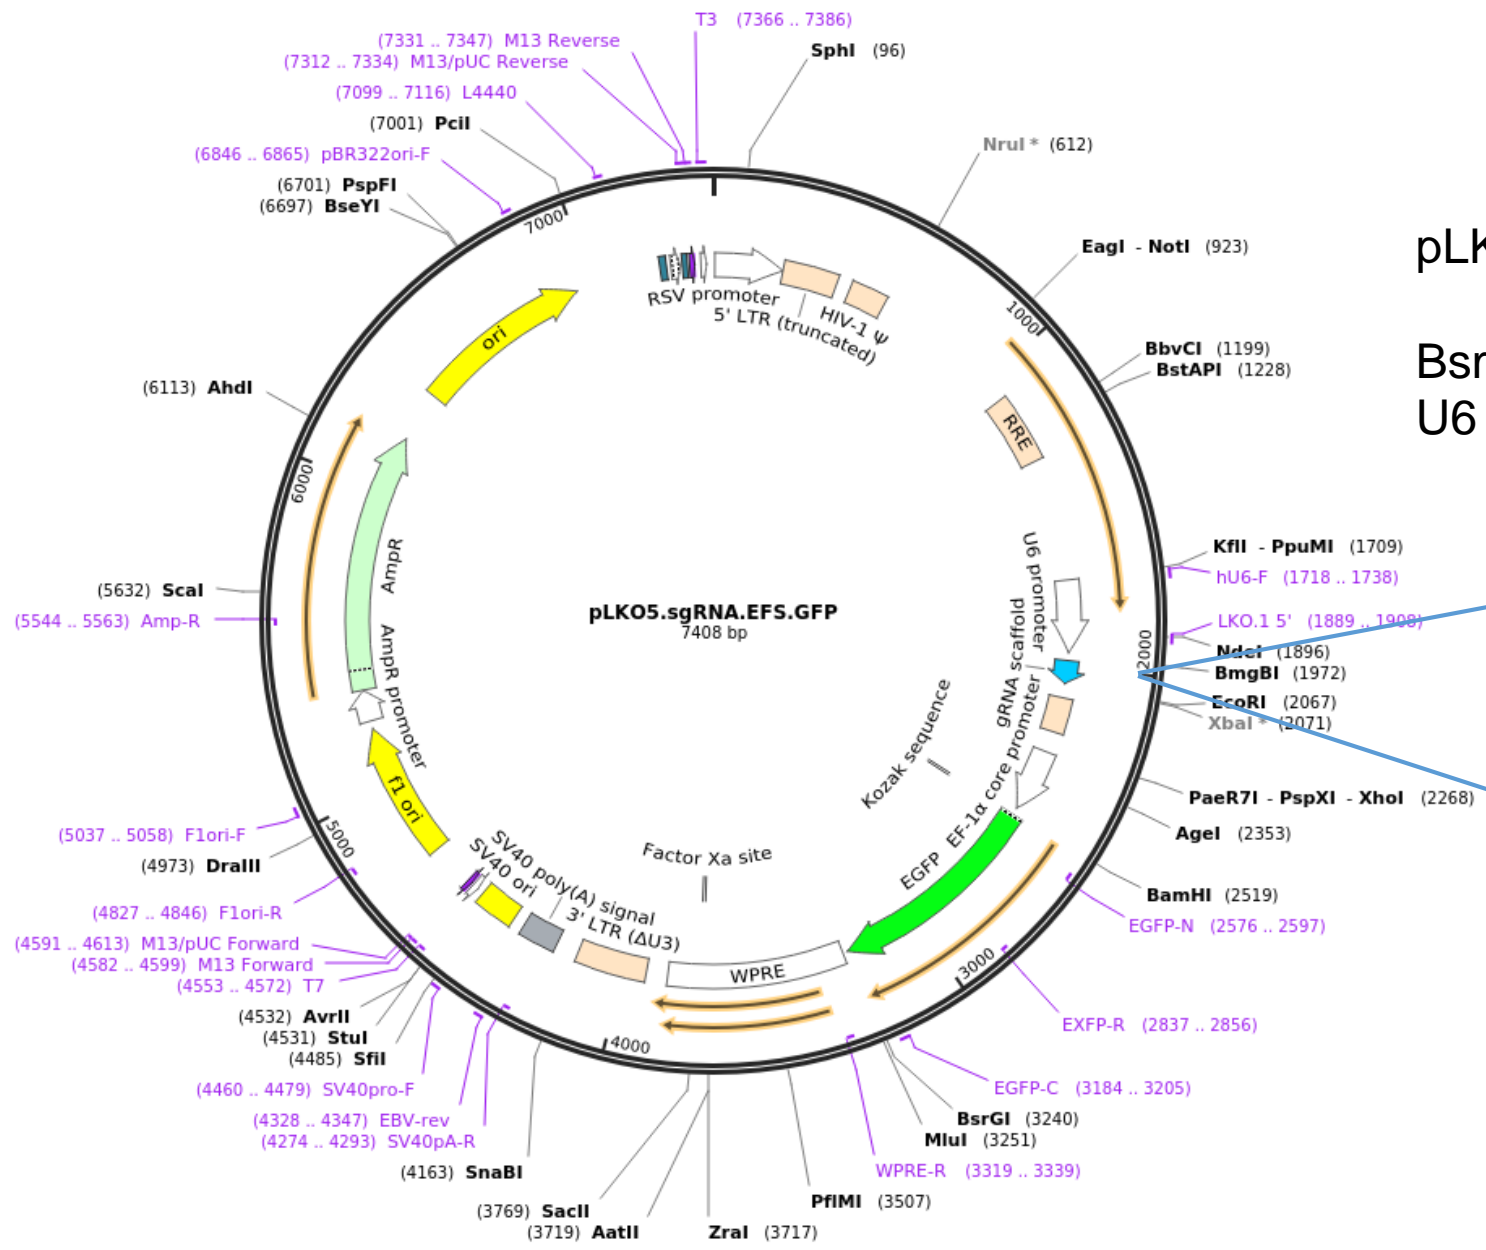 T3 (7366 .. 7386)
(7331 .. 7347) M13 Reverse
(7312 .. 7334) M13/pUC Reverse
(7099 .. 7116) L4440
(7001) PciI
(6846 .. 6865) pBR322ori-F
(6701) PspFI
(6697) BseYI
SphI (96)
NruI * (612)
EagI - NotI (923)
BbvCI (1199)
BstAPI (1228)
KflI - PpuMI (1709)
hU6-F (1718 .. 1738)
LKO.1 5' (1889 .. 1908)
NdeI (1896)
BmgBI (1972)
EcoRI (2067)
XbaI * (2071)
PaeR7I - PspXI - XhoI (2268)
AgeI (2353)
BamHI (2519)
EGFP-N (2576 .. 2597)
EXFP-R (2837 .. 2856)
EGFP-C (3184 .. 3205)
BsrGI (3240)
MluI (3251)
WPRE-R (3319 .. 3339)
PflMI (3507)
ZraI (3717)
(3719) AatII
(3769) SacII
(4163) SnaBI
(4274 .. 4293) SV40pA-R
(4328 .. 4347) EBV-rev
(4460 .. 4479) SV40pro-F
(4485) SfiI
(4531) StuI
(4532) AvrII
(4553 .. 4572) T7
(4582 .. 4599) M13 Forward
(4591 .. 4613) M13/pUC Forward
(4827 .. 4846) F1ori-R
(4973) DraIII
(5037 .. 5058) F1ori-F
(5544 .. 5563) Amp-R
(5632) ScaI
(6113) AhdI
7000
1000
2000
3000
4000
5000
6000
RSV promoter
5' LTR (truncated)
HIV-1 Ψ
RRE
U6 promoter
gRNA scaffold
EF-1α core promoter
Kozak sequence
EGFP
Factor Xa site
WPRE
3' LTR (ΔU3)
SV40 poly(A) signal
SV40 ori
f1 ori
AmpR promoter
AmpR
ori
pLKO5.sgRNA.EFS.GFP
7408 bp
U6